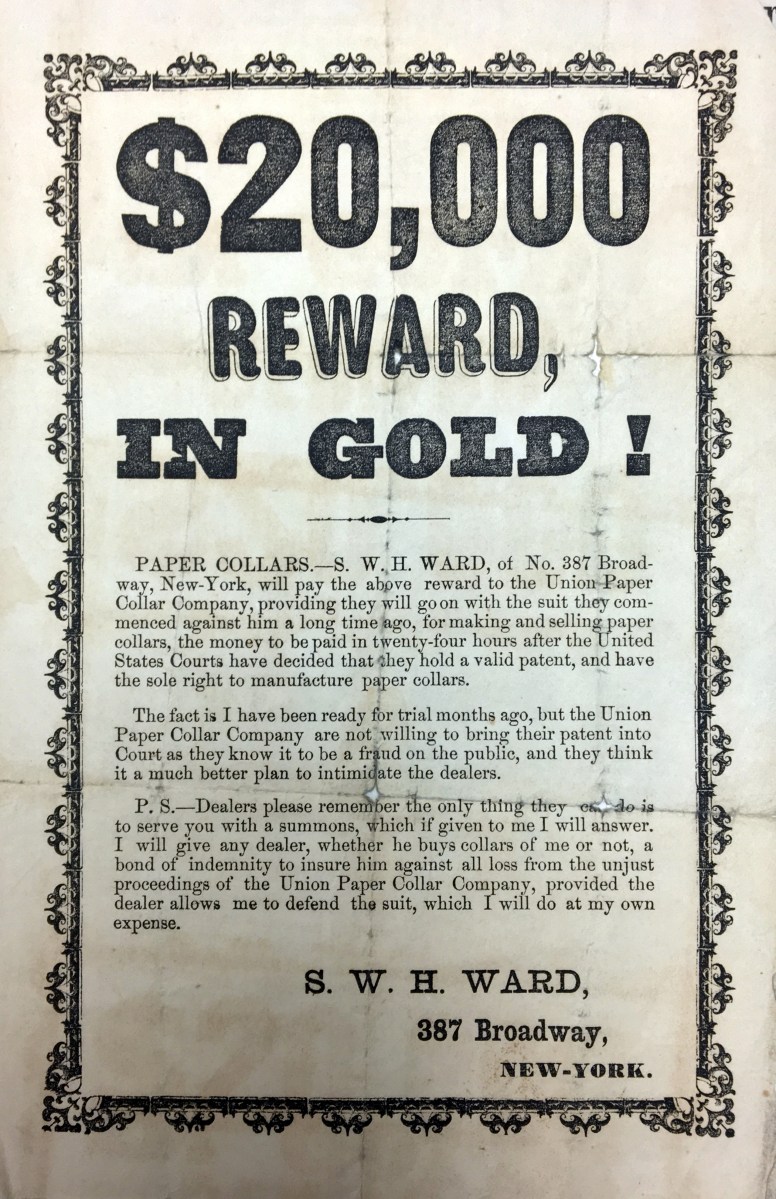 $20,000
REWARD,
IN GOLD !
PAPER COLLARS.—S. W. H. WARD, of No. 387 Broad-
way, New-York, will pay the above reward to the Union Paper
Collar Company, providing they will go on with the suit they com-
menced against him a long time ago, for making and selling paper
collars, the money to be paid in twenty-four hours after the United
States Courts have decided that they hold a valid patent, and have
the sole right to manufacture paper collars.
The fact is I have been ready for trial months ago, but the Union
Paper Collar Company are not willing to bring their patent into
Court as they know it to be a fraud on the public, and they think
it a much better plan to intimidate the dealers.
P. S.—Dealers please remember the only thing they can do is
to serve you with a summons, which if given to me I will answer.
I will give any dealer, whether he buys collars of me or not, a
bond of indemnity to insure him against all loss from the unjust
proceedings of the Union Paper Collar Company, provided the
dealer allows me to defend the suit, which I will do at my own
expense.
S. W. H. WARD,
387 Broadway,
NEW-YORK.